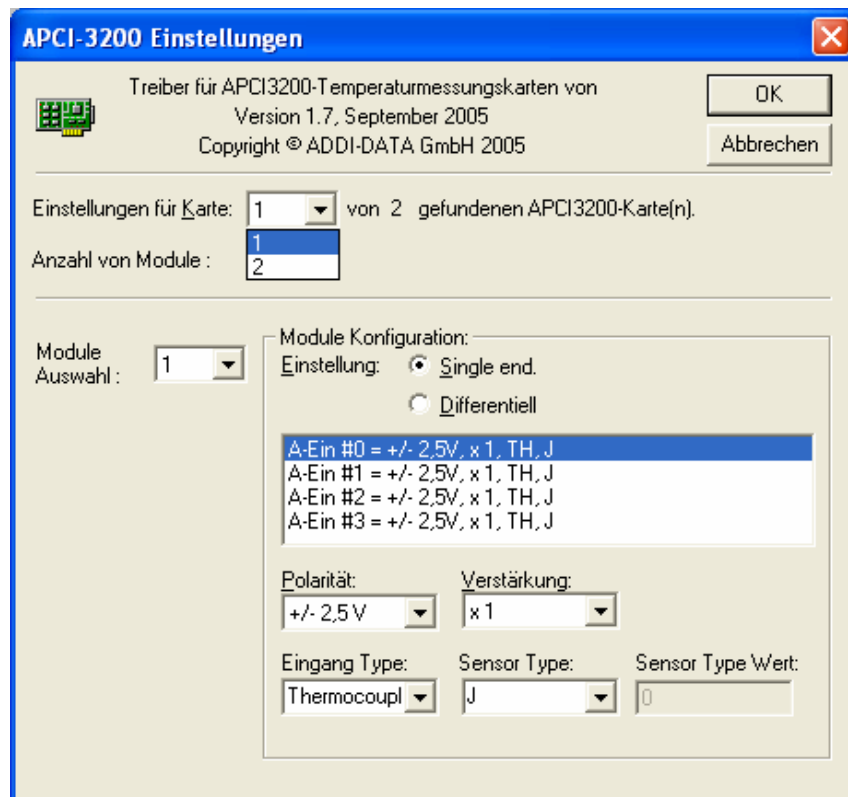 APCI-3200 Einstellungen
Treiber für APCI3200-Temperaturmessungskarten von
Version 1.7, September 2005
Copyright © ADDI-DATA GmbH 2005
OK
Abbrechen
Einstellungen für Karte: 1 von 2 gefundenen APCI3200-Karte(n).
1
2
Anzahl von Module :
Module Auswahl : 1
Module Konfiguration:
Einstellung: Single end.
Differentiell
A-Ein #0 = +/- 2,5V, x 1, TH, J
A-Ein #1 = +/- 2,5V, x 1, TH, J
A-Ein #2 = +/- 2,5V, x 1, TH, J
A-Ein #3 = +/- 2,5V, x 1, TH, J
Polarität: Verstärkung:
+/- 2,5 V x 1
Eingang Type: Sensor Type: Sensor Type Wert:
Thermocoupl J 0